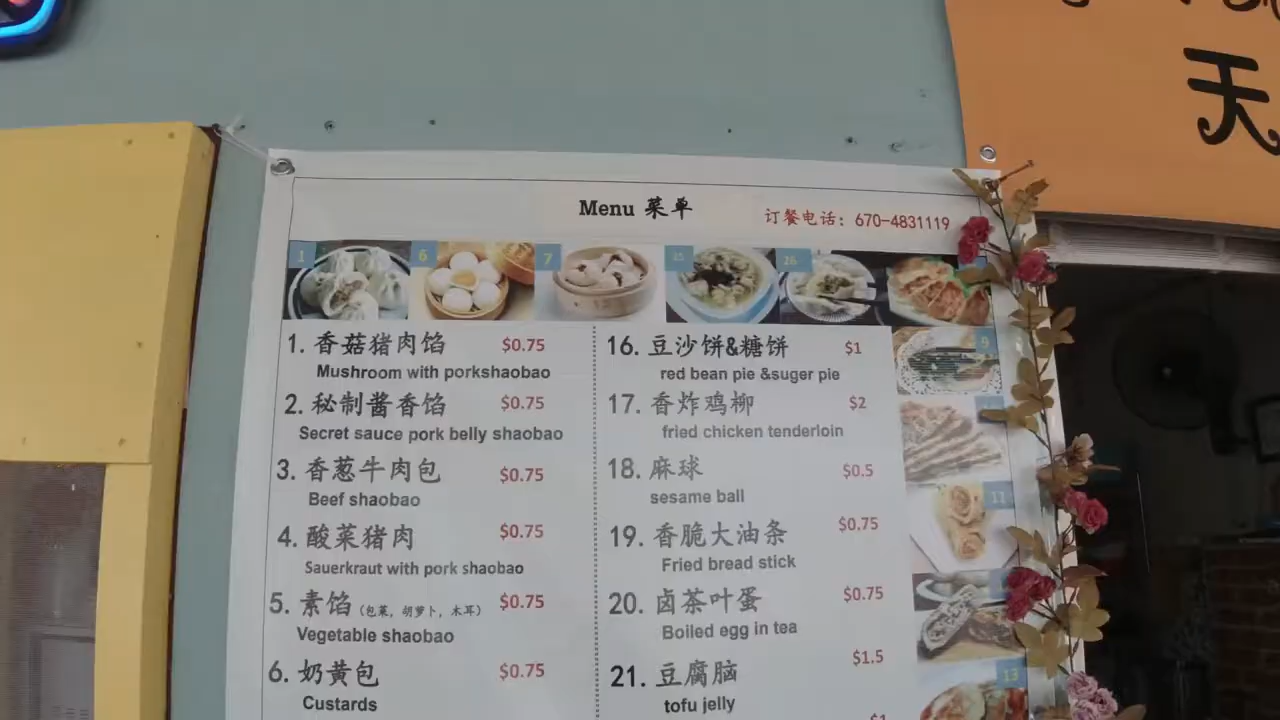 天
Menu 菜单
订餐电话: 670-4831119
1 6 7 15 16
1. 香菇猪肉馅 $0.75
Mushroom with porkshaobao
2. 秘制酱香馅 $0.75
Secret sauce pork belly shaobao
3. 香葱牛肉包 $0.75
Beef shaobao
4. 酸菜猪肉 $0.75
Sauerkraut with pork shaobao
5. 素馅 (包菜, 胡萝卜, 木耳) $0.75
Vegetable shaobao
6. 奶黄包 $0.75
Custards
16. 豆沙饼&糖饼 $1
red bean pie &suger pie
17. 香炸鸡柳 $2
fried chicken tenderloin
18. 麻球 $0.5
sesame ball
19. 香脆大油条 $0.75
Fried bread stick
20. 卤茶叶蛋 $0.75
Boiled egg in tea
21. 豆腐脑 $1.5
tofu jelly
$1
9
11
13